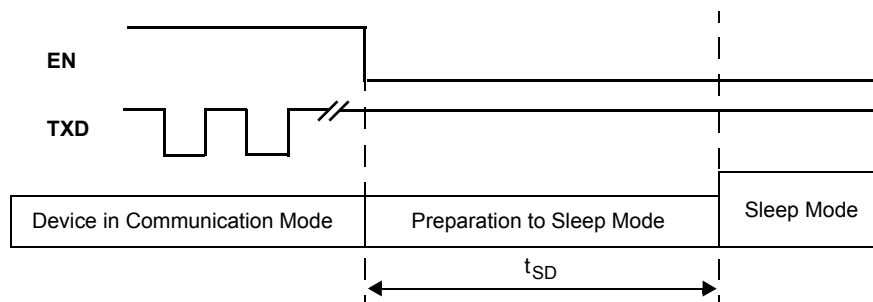 EN
TXD
Device in Communication Mode
Preparation to Sleep Mode
Sleep Mode
tSD